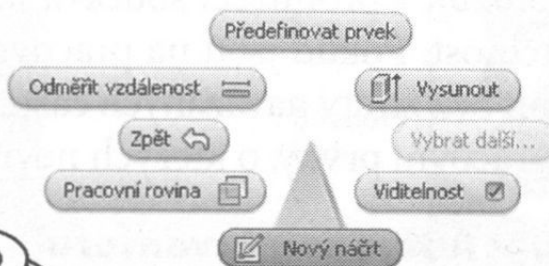 Předefinovat prvek
Odměřit vzdálenost
Vysunout
Zpět
Vybrat další...
Pracovní rovina
Viditelnost
Nový náčrt